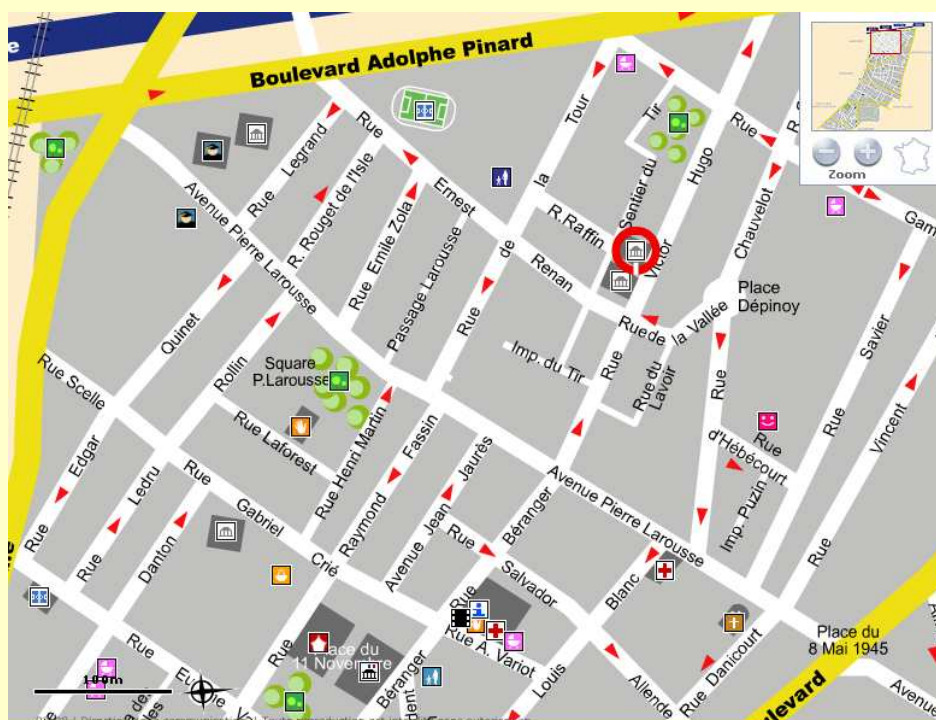 Boulevard Adolphe Pinard
Zoom
Rue Legrand
R. Rouget de l'Isle
Rue
Ernest
Renan
Rue de la Tour
Tir
Sentier du
R.Raffin
Hugo
Victor
Rue
Rue
Gam
Chauvelot
Rue
Avenue Pierre Larousse
Rue Emile Zola
Passage Larousse
Place
Dépinoy
Rue de la Vallée
Imp. du Tir
Rue du
Lavoir
Savier
Rue
Vincent
Rue
Quinet
Edgar
Rue
Rollin
Ledru
Rue
Square
P.Larousse
Rue Scelle
Rue Laforest
Rue Henri Martin
Fassin
Raymond
Rue
Rue
Gabriel
Crié
Danton
Avenue Jean Jaurès
Béranger
Rue
Béranger
Avenue Pierre Larousse
Rue
d'Hébécourt
Imp. Puzin
Rue
Salvador
Allende
Blanc
Louis
Rue A. Variot
Rue Danicourt
Place du
11 Novembre
Place du
8 Mai 1945
Avenue
100m